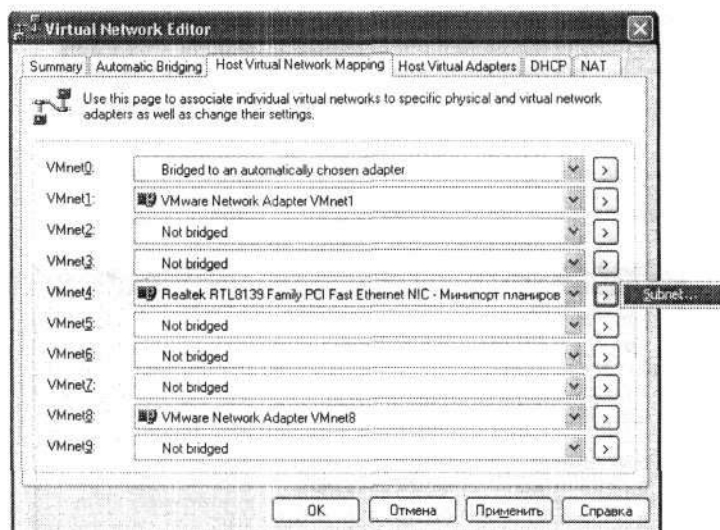 Virtual Network Editor
Summary Automatic Bridging Host Virtual Network Mapping Host Virtual Adapters DHCP NAT
Use this page to associate individual virtual networks to specific physical and virtual network
adapters as well as change their settings.
VMnet0: Bridged to an automatically chosen adapter >
VMnet1: VMware Network Adapter VMnet1 >
VMnet2: Not bridged >
VMnet3: Not bridged >
VMnet4: Realtek RTL8139 Family PCI Fast Ethernet NIC - Минипорт планиров > Subnet...
VMnet5: Not bridged >
VMnet6: Not bridged >
VMnet7: Not bridged >
VMnet8: VMware Network Adapter VMnet8 >
VMnet9: Not bridged >
OK Отмена Применить Справка